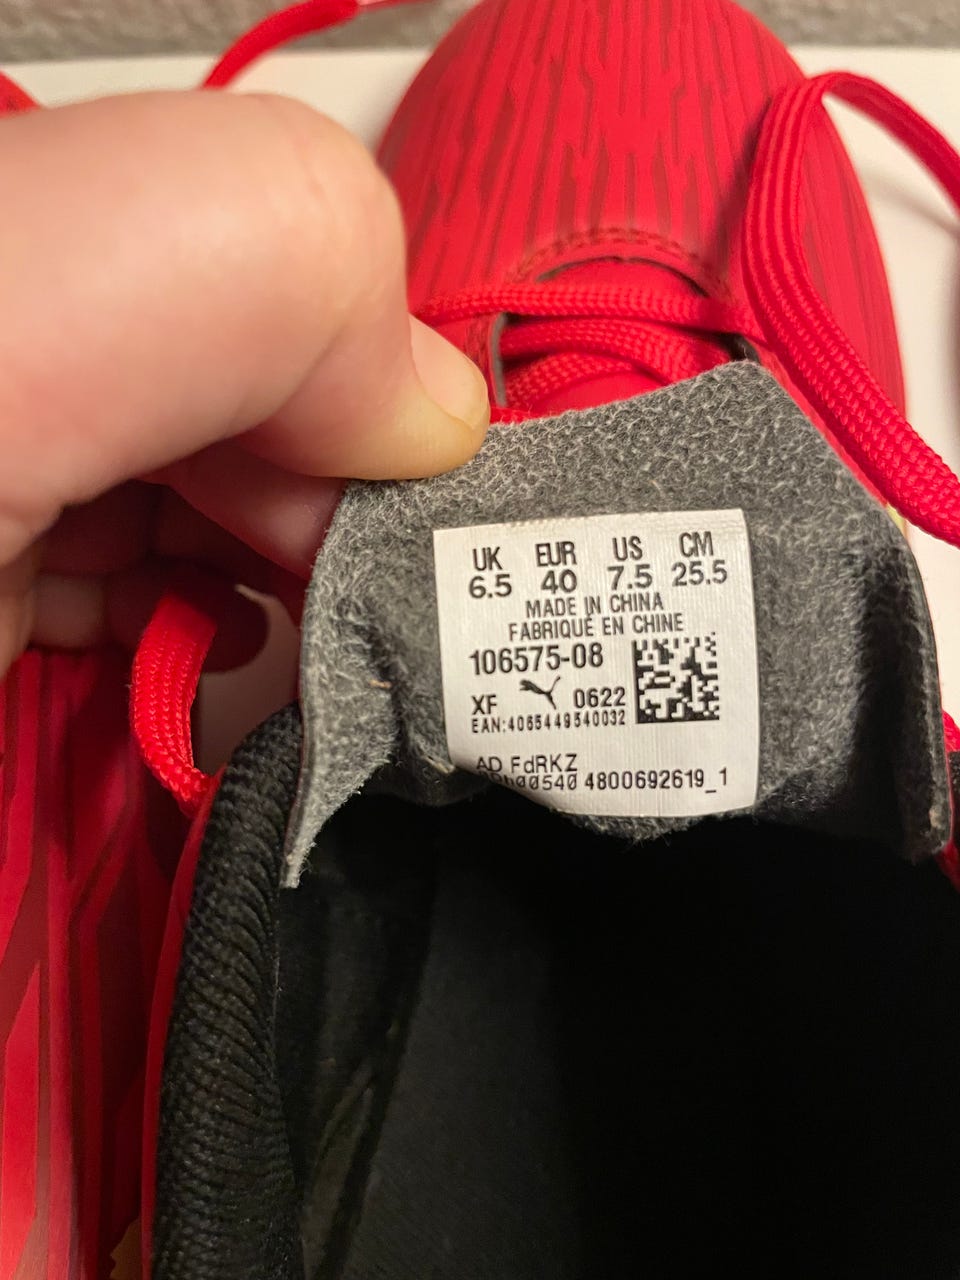 UK EUR US CM
6.5 40 7.5 25.5
MADE IN CHINA
FABRIQUÉ EN CHINE
106575-08
XF 0622
EAN:4065449540032
AD FdRKZ
4800692619_1